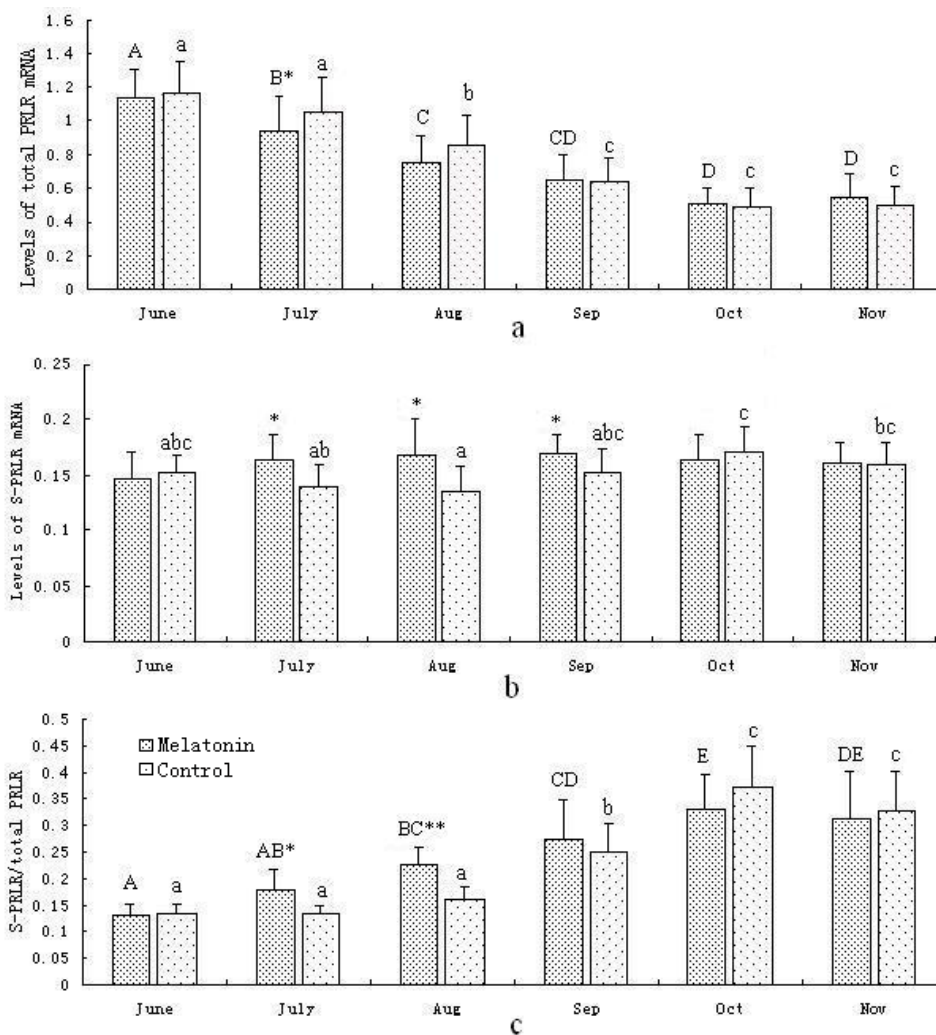 Levels of total PRLR mRNA
1.6
1.4
1.2
1
0.8
0.6
0.4
0.2
0
A a B* a C b CD c D c D c
June July Aug Sep Oct Nov
a
Levels of S-PRLR mRNA
0.25
0.2
0.15
0.1
0.05
0
abc * ab * a * abc c bc
June July Aug Sep Oct Nov
b
S-PRLR/total PRLR
0.5
0.45
0.4
0.35
0.3
0.25
0.2
0.15
0.1
0.05
0
Melatonin
Control
A a AB* a BC** a CD b E c DE c
June July Aug Sep Oct Nov
c